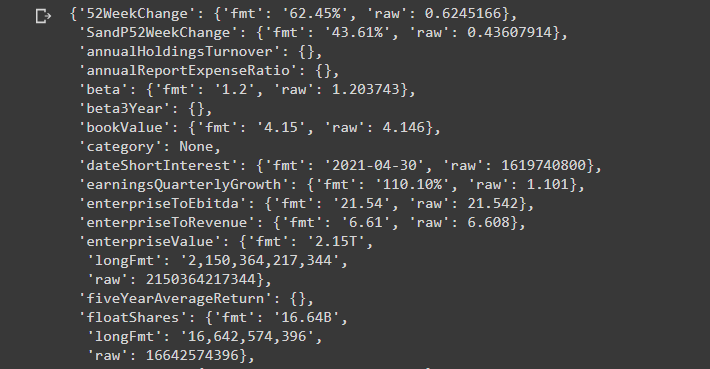 {'52WeekChange': {'fmt': '62.45%', 'raw': 0.6245166},
'SandP52WeekChange': {'fmt': '43.61%', 'raw': 0.43607914},
'annualHoldingsTurnover': {},
'annualReportExpenseRatio': {},
'beta': {'fmt': '1.2', 'raw': 1.203743},
'beta3Year': {},
'bookValue': {'fmt': '4.15', 'raw': 4.146},
'category': None,
'dateShortInterest': {'fmt': '2021-04-30', 'raw': 1619740800},
'earningsQuarterlyGrowth': {'fmt': '110.10%', 'raw': 1.101},
'enterpriseToEbitda': {'fmt': '21.54', 'raw': 21.542},
'enterpriseToRevenue': {'fmt': '6.61', 'raw': 6.608},
'enterpriseValue': {'fmt': '2.15T',
'longFmt': '2,150,364,217,344',
'raw': 2150364217344},
'fiveYearAverageReturn': {},
'floatShares': {'fmt': '16.64B',
'longFmt': '16,642,574,396',
'raw': 16642574396},